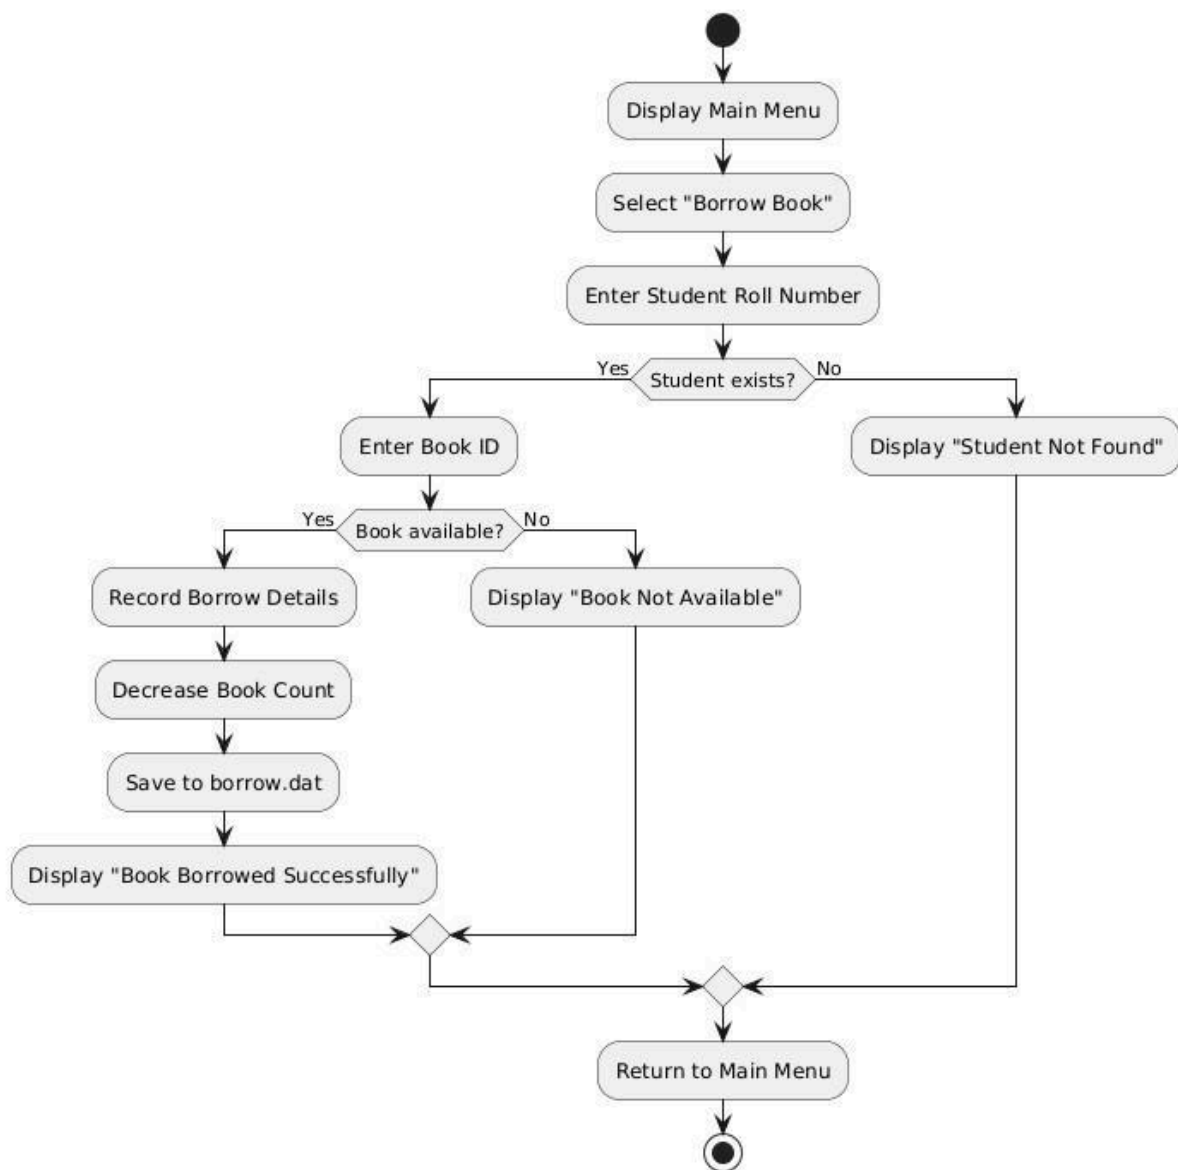 Display Main Menu
Select "Borrow Book"
Enter Student Roll Number
Yes
Student exists?
No
Enter Book ID
Display "Student Not Found"
Yes
Book available?
No
Record Borrow Details
Display "Book Not Available"
Decrease Book Count
Save to borrow.dat
Display "Book Borrowed Successfully"
Return to Main Menu